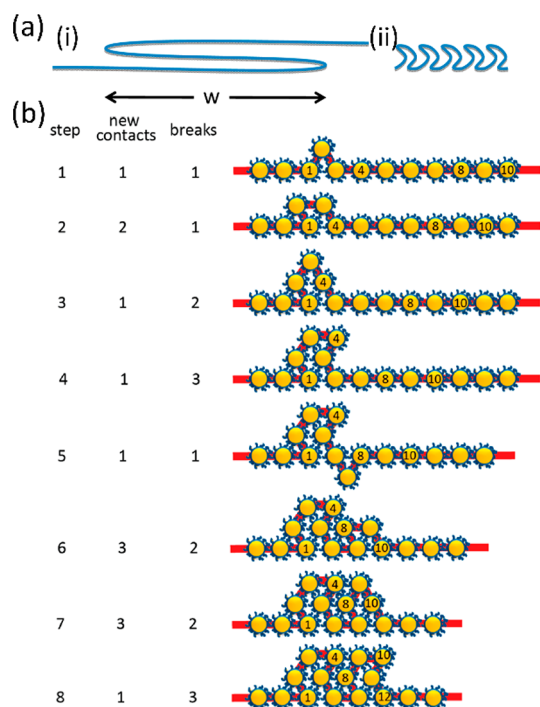 (a) (i) (ii)
w
(b)
step new contacts breaks
1 1 1 1 4 8 10
2 2 1 1 4 8 10
3 1 2 4 1 8 10
4 1 3 4 1 8 10
5 1 1 4 1 8 10
6 3 2 4 8 1 10
7 3 2 4 8 10 1
8 1 3 4 10 8 1 12